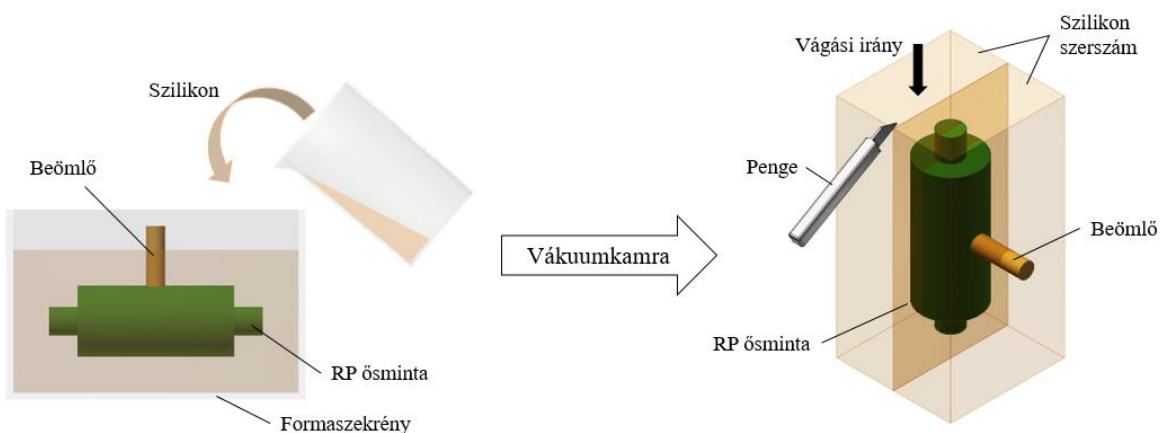 Szilikon
Beömlő
RP ősminta
Formaszekrény
Vákuumkamra
Vágási irány
Szilikon
szerszám
Penge
Beömlő
RP ősminta